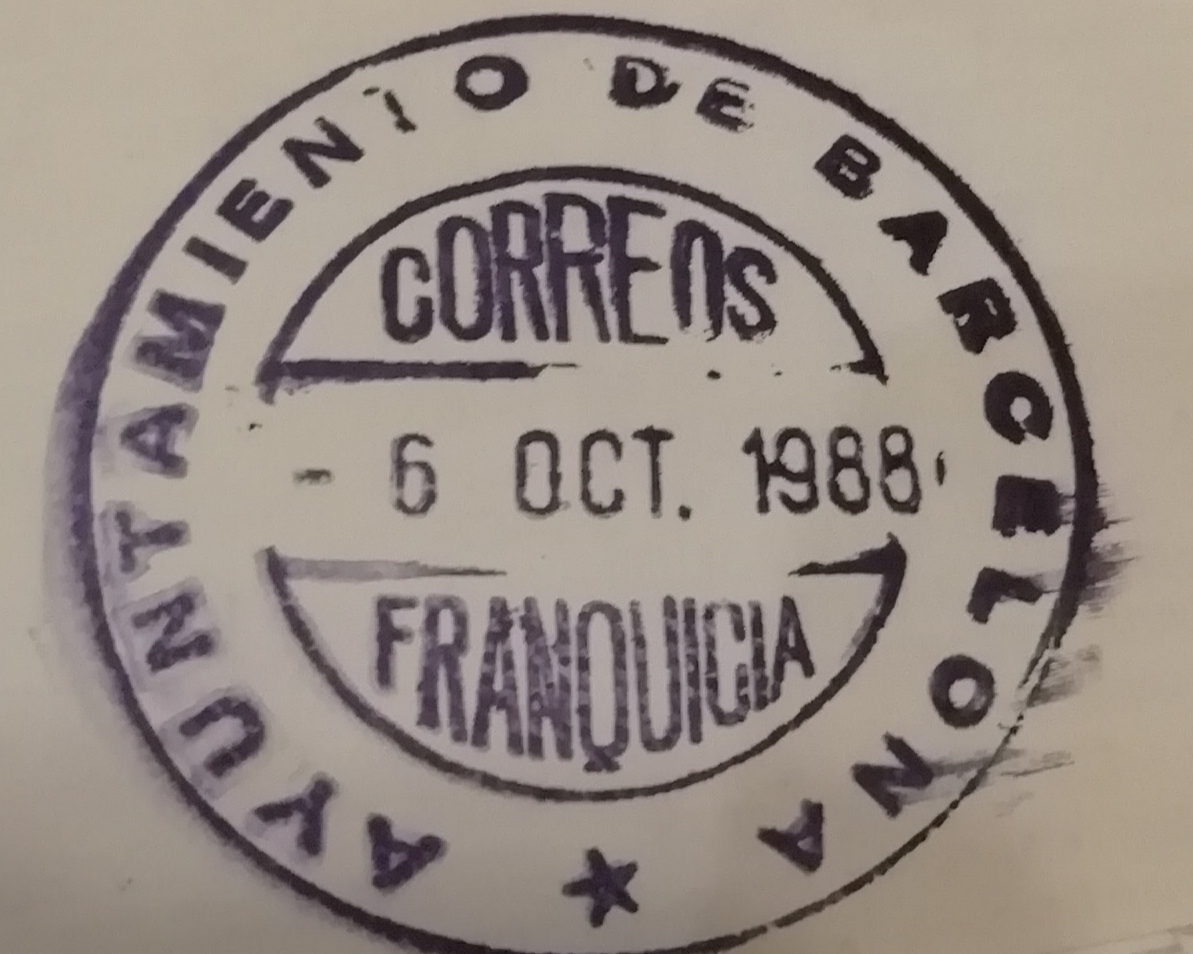 AYUNTAMIENTO DE BARCELONA
CORREOS
- 6 OCT. 1988
FRANQUICIA